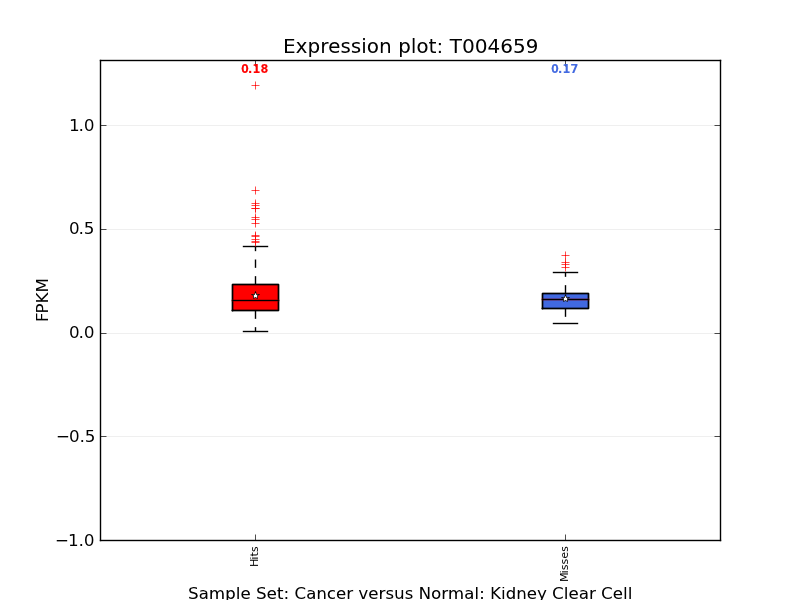 Expression plot: T004659
0.18
0.17
1.0
0.5
0.0
−0.5
−1.0
FPKM
Hits
Misses
Sample Set: Cancer versus Normal: Kidney Clear Cell